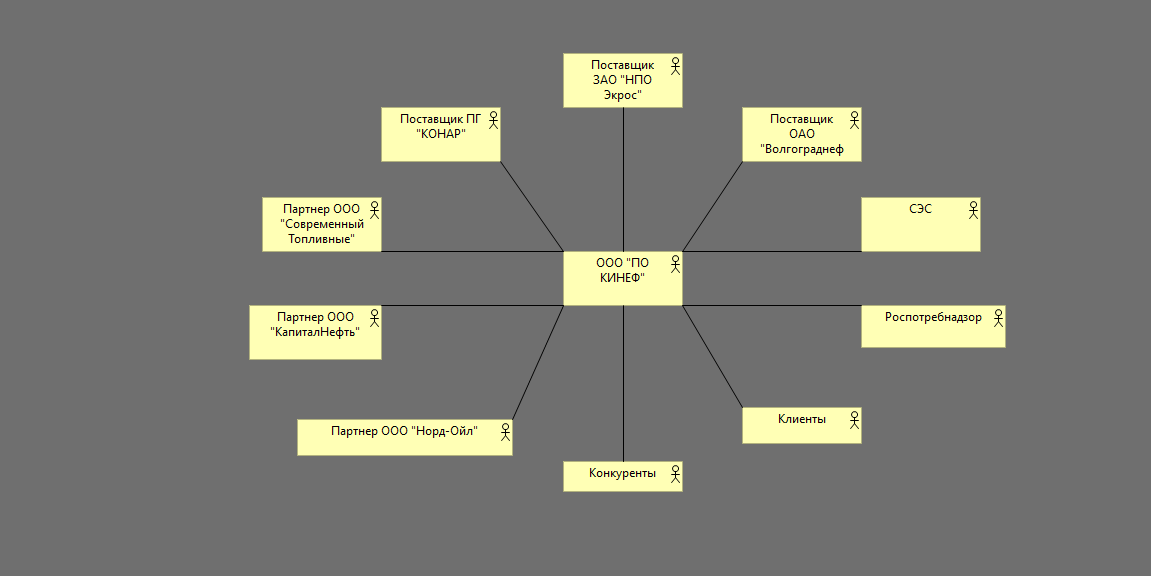 Поставщик
ЗАО "НПО
Экрос"
Поставщик ПГ
"КОНАР"
Поставщик
ОАО
"Волгограднеф
Партнер ООО
"Современный
Топливные"
СЭС
ООО "ПО
КИНЕФ"
Партнер ООО
"КапиталНефть"
Роспотребнадзор
Клиенты
Партнер ООО "Норд-Ойл"
Конкуренты